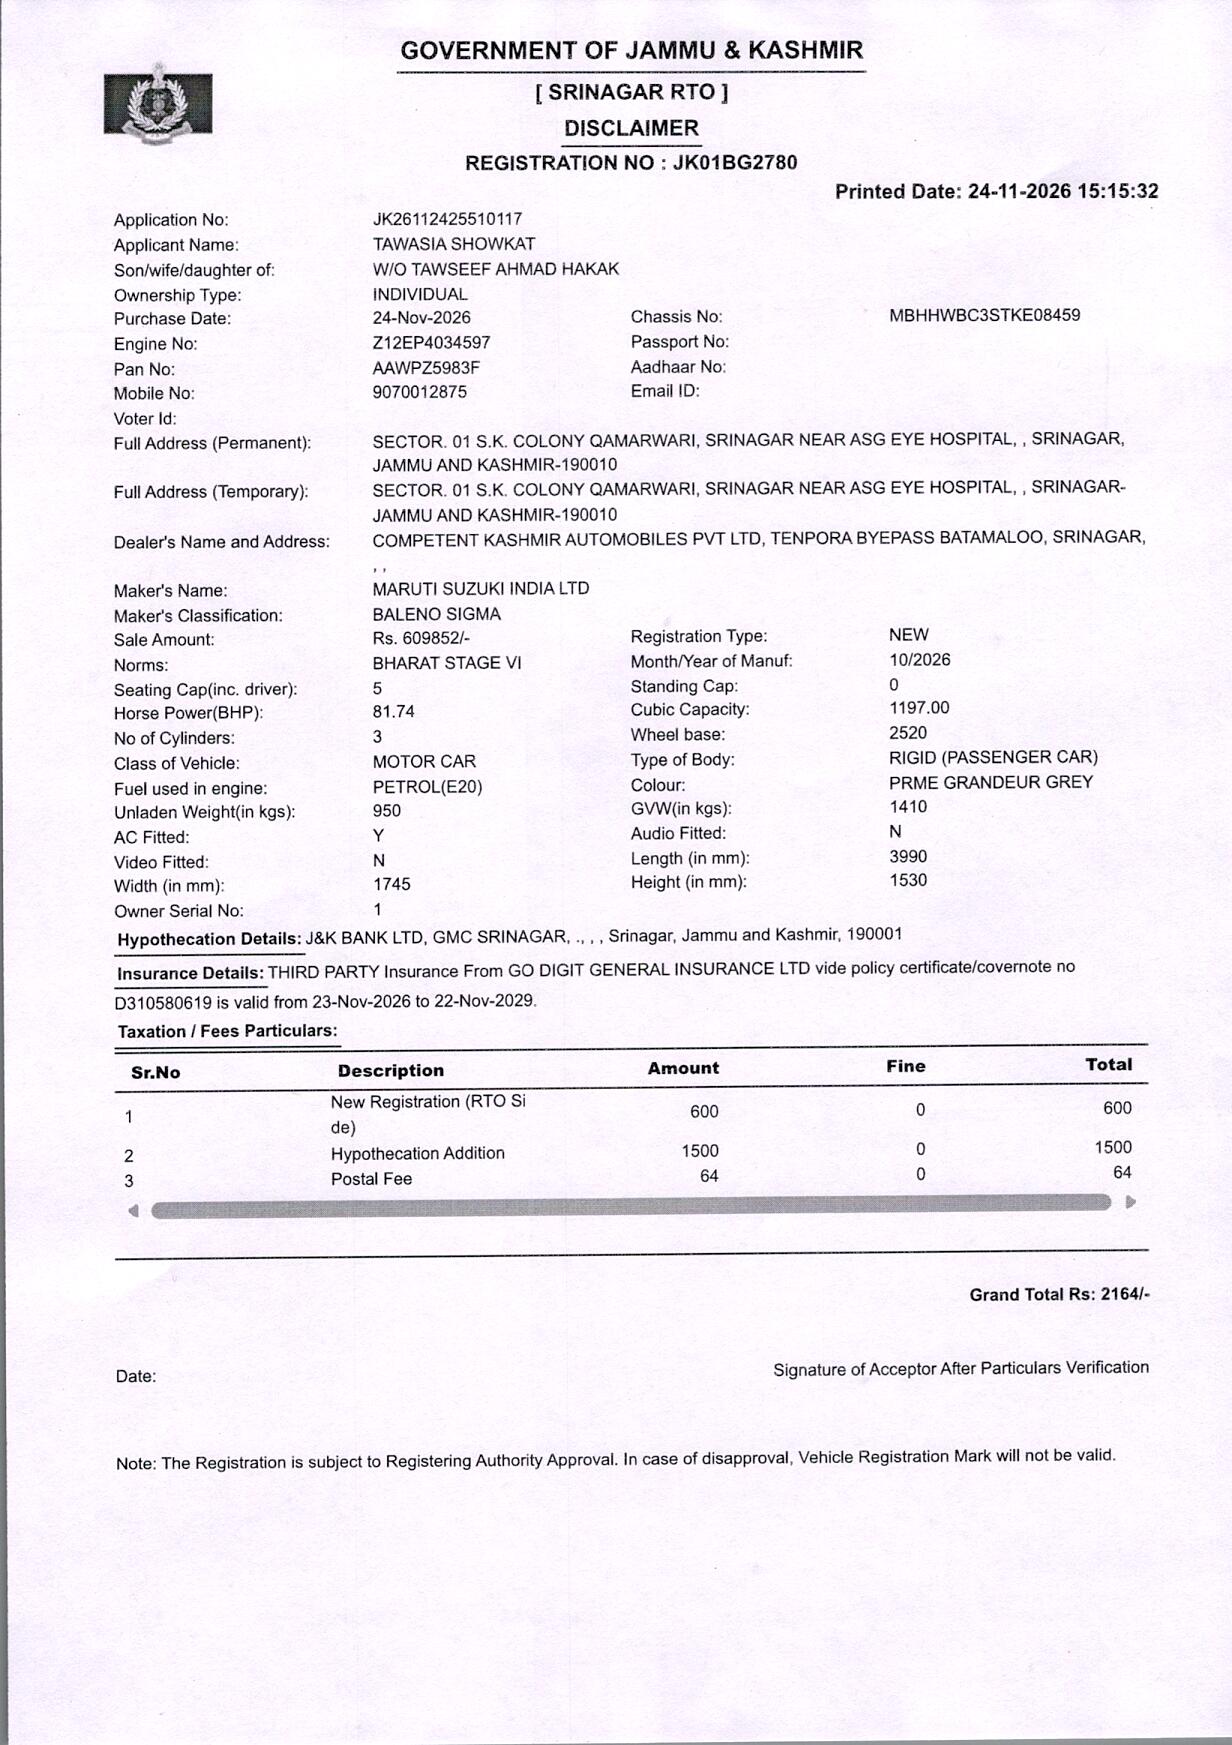 GOVERNMENT OF JAMMU & KASHMIR
[ SRINAGAR RTO ]
DISCLAIMER
REGISTRATION NO : JK01BG2780
Printed Date: 24-11-2026 15:15:32
Application No: JK26112425510117
Applicant Name: TAWASIA SHOWKAT
Son/wife/daughter of: W/O TAWSEEF AHMAD HAKAK
Ownership Type: INDIVIDUAL
Purchase Date: 24-Nov-2026 Chassis No: MBHHWBC3STKE08459
Engine No: Z12EP4034597 Passport No:
Pan No: AAWPZ5983F Aadhaar No:
Mobile No: 9070012875 Email ID:
Voter Id:
Full Address (Permanent): SECTOR. 01 S.K. COLONY QAMARWARI, SRINAGAR NEAR ASG EYE HOSPITAL, , SRINAGAR,
JAMMU AND KASHMIR-190010
Full Address (Temporary): SECTOR. 01 S.K. COLONY QAMARWARI, SRINAGAR NEAR ASG EYE HOSPITAL, , SRINAGAR-
JAMMU AND KASHMIR-190010
Dealer's Name and Address: COMPETENT KASHMIR AUTOMOBILES PVT LTD, TENPORA BYEPASS BATAMALOO, SRINAGAR,
, ,
Maker's Name: MARUTI SUZUKI INDIA LTD
Maker's Classification: BALENO SIGMA
Sale Amount: Rs. 609852/- Registration Type: NEW
Norms: BHARAT STAGE VI Month/Year of Manuf: 10/2026
Seating Cap(inc. driver): 5 Standing Cap: 0
Horse Power(BHP): 81.74 Cubic Capacity: 1197.00
No of Cylinders: 3 Wheel base: 2520
Class of Vehicle: MOTOR CAR Type of Body: RIGID (PASSENGER CAR)
Fuel used in engine: PETROL(E20) Colour: PRME GRANDEUR GREY
Unladen Weight(in kgs): 950 GVW(in kgs): 1410
AC Fitted: Y Audio Fitted: N
Video Fitted: N Length (in mm): 3990
Width (in mm): 1745 Height (in mm): 1530
Owner Serial No: 1
Hypothecation Details: J&K BANK LTD, GMC SRINAGAR, ., , , Srinagar, Jammu and Kashmir, 190001
Insurance Details: THIRD PARTY Insurance From GO DIGIT GENERAL INSURANCE LTD vide policy certificate/covernote no
D310580619 is valid from 23-Nov-2026 to 22-Nov-2029.
Taxation / Fees Particulars:
Sr.No Description Amount Fine Total
1 New Registration (RTO Si 600 0 600
de)
2 Hypothecation Addition 1500 0 1500
3 Postal Fee 64 0 64
Grand Total Rs: 2164/-
Date: Signature of Acceptor After Particulars Verification
Note: The Registration is subject to Registering Authority Approval. In case of disapproval, Vehicle Registration Mark will not be valid.